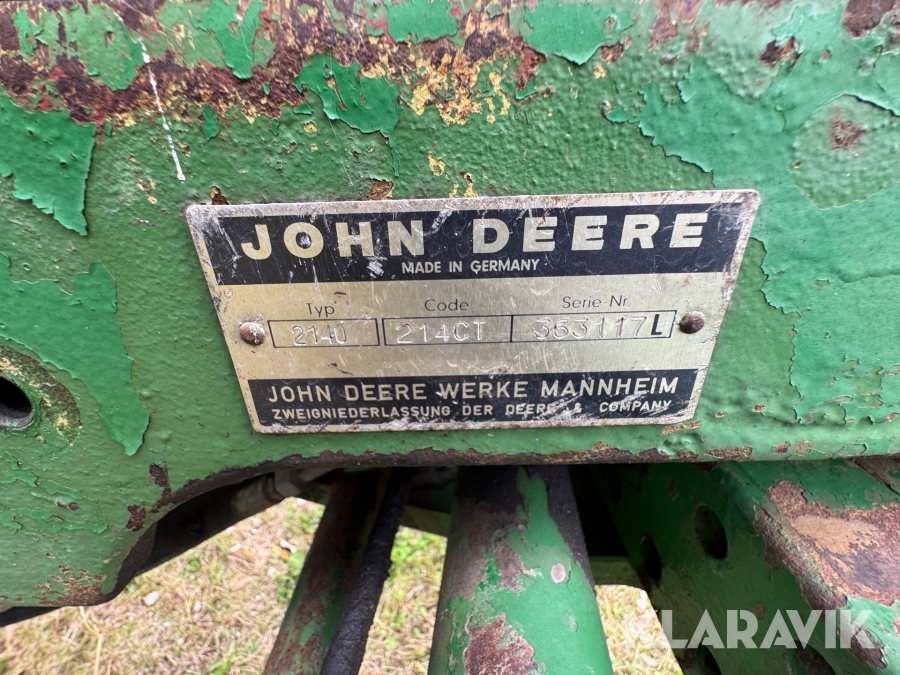 JOHN DEERE
MADE IN GERMANY
Typ Code Serie-Nr.
2140 214CT 363117L
JOHN DEERE WERKE MANNHEIM
ZWEIGNIEDERLASSUNG DER DEERE & COMPANY
KLARAVIK